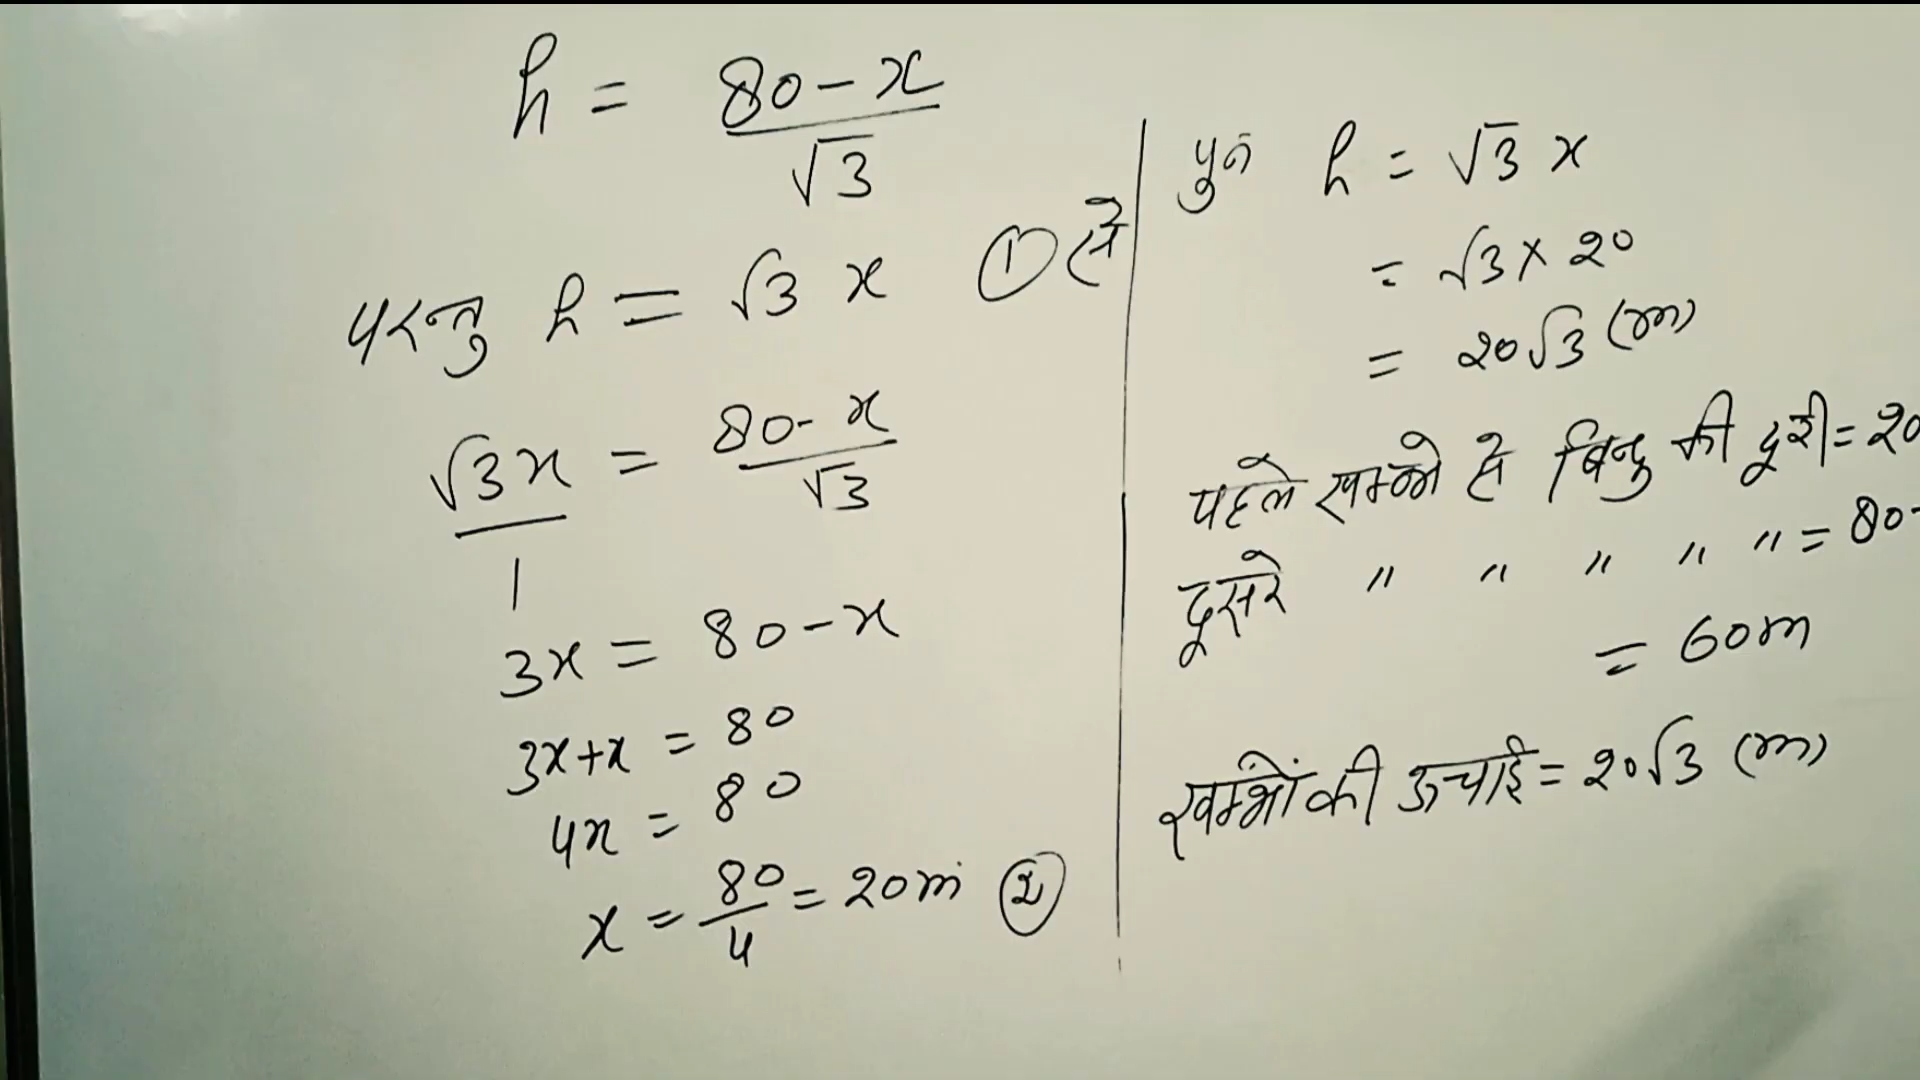 h = 80-x / √3
परन्तु h = √3 x ① से
√3x / 1 = 80-x / √3
3x = 80-x
3x+x = 80
4x = 80
x = 80/4 = 20m ②
पुन h = √3 x
= √3 × 20
= 20√3 (m)
पहले खम्भे से बिन्दु की दूरी = 20
दूसरे " " " " " = 80-
= 60m
खम्भों की ऊचाई = 20√3 (m)